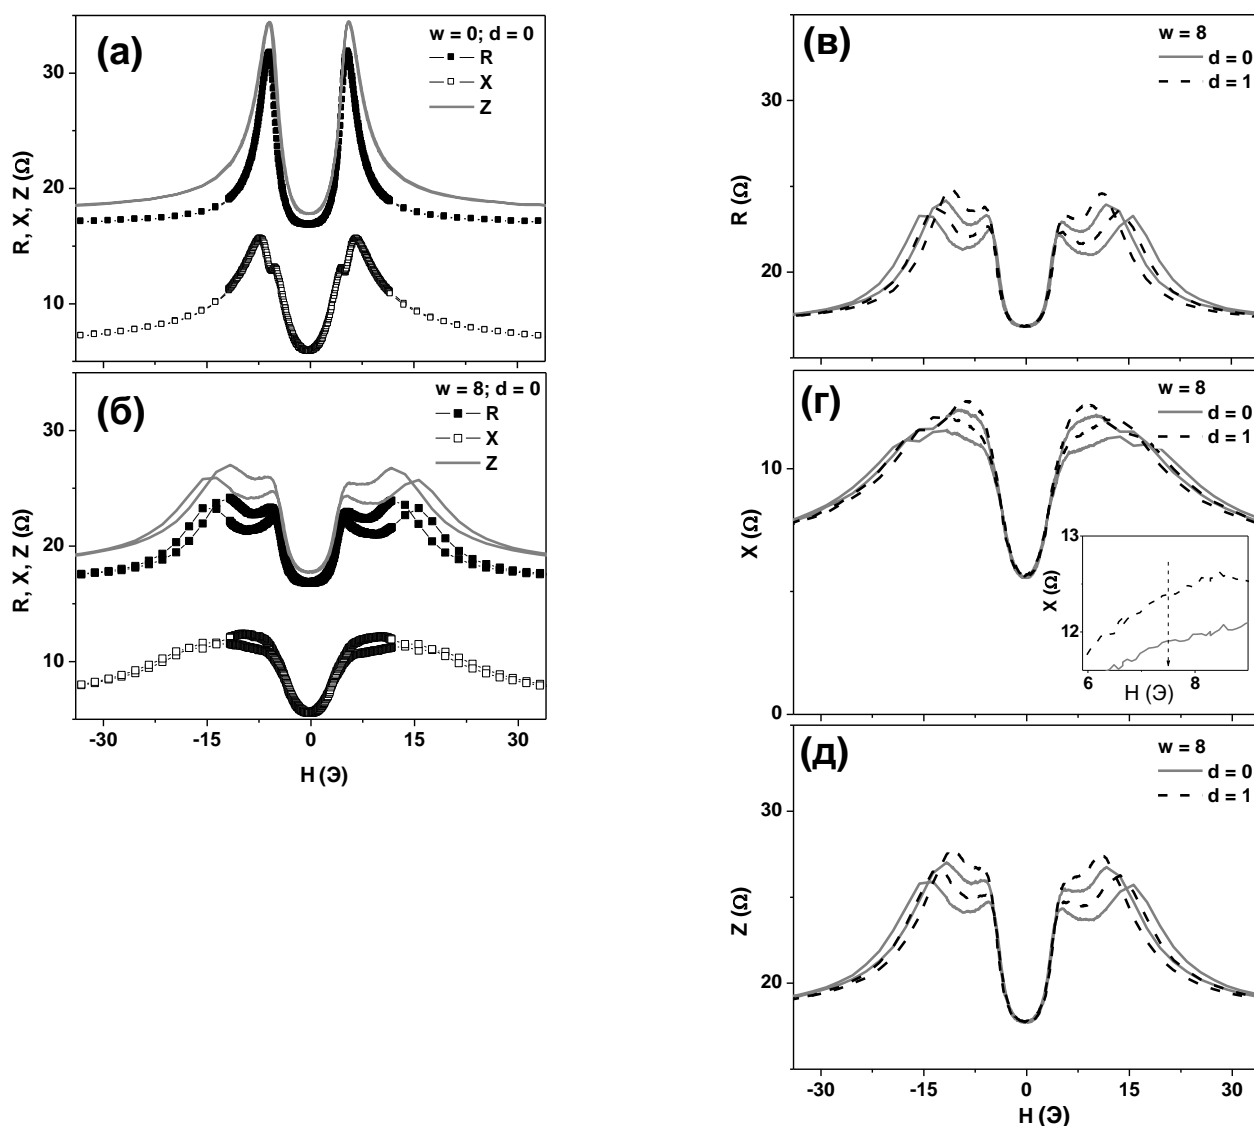 (а)
w = 0; d = 0
R
X
Z
30
20
10
R, X, Z (Ω)
(б)
w = 8; d = 0
R
X
Z
30
20
10
R, X, Z (Ω)
-30 -15 0 15 30
H (Э)
(в)
w = 8
d = 0
d = 1
30
20
R (Ω)
(г)
w = 8
d = 0
d = 1
10
0
X (Ω)
13
12
X (Ω)
6 8
H (Э)
(д)
w = 8
d = 0
d = 1
30
20
Z (Ω)
-30 -15 0 15 30
H (Э)